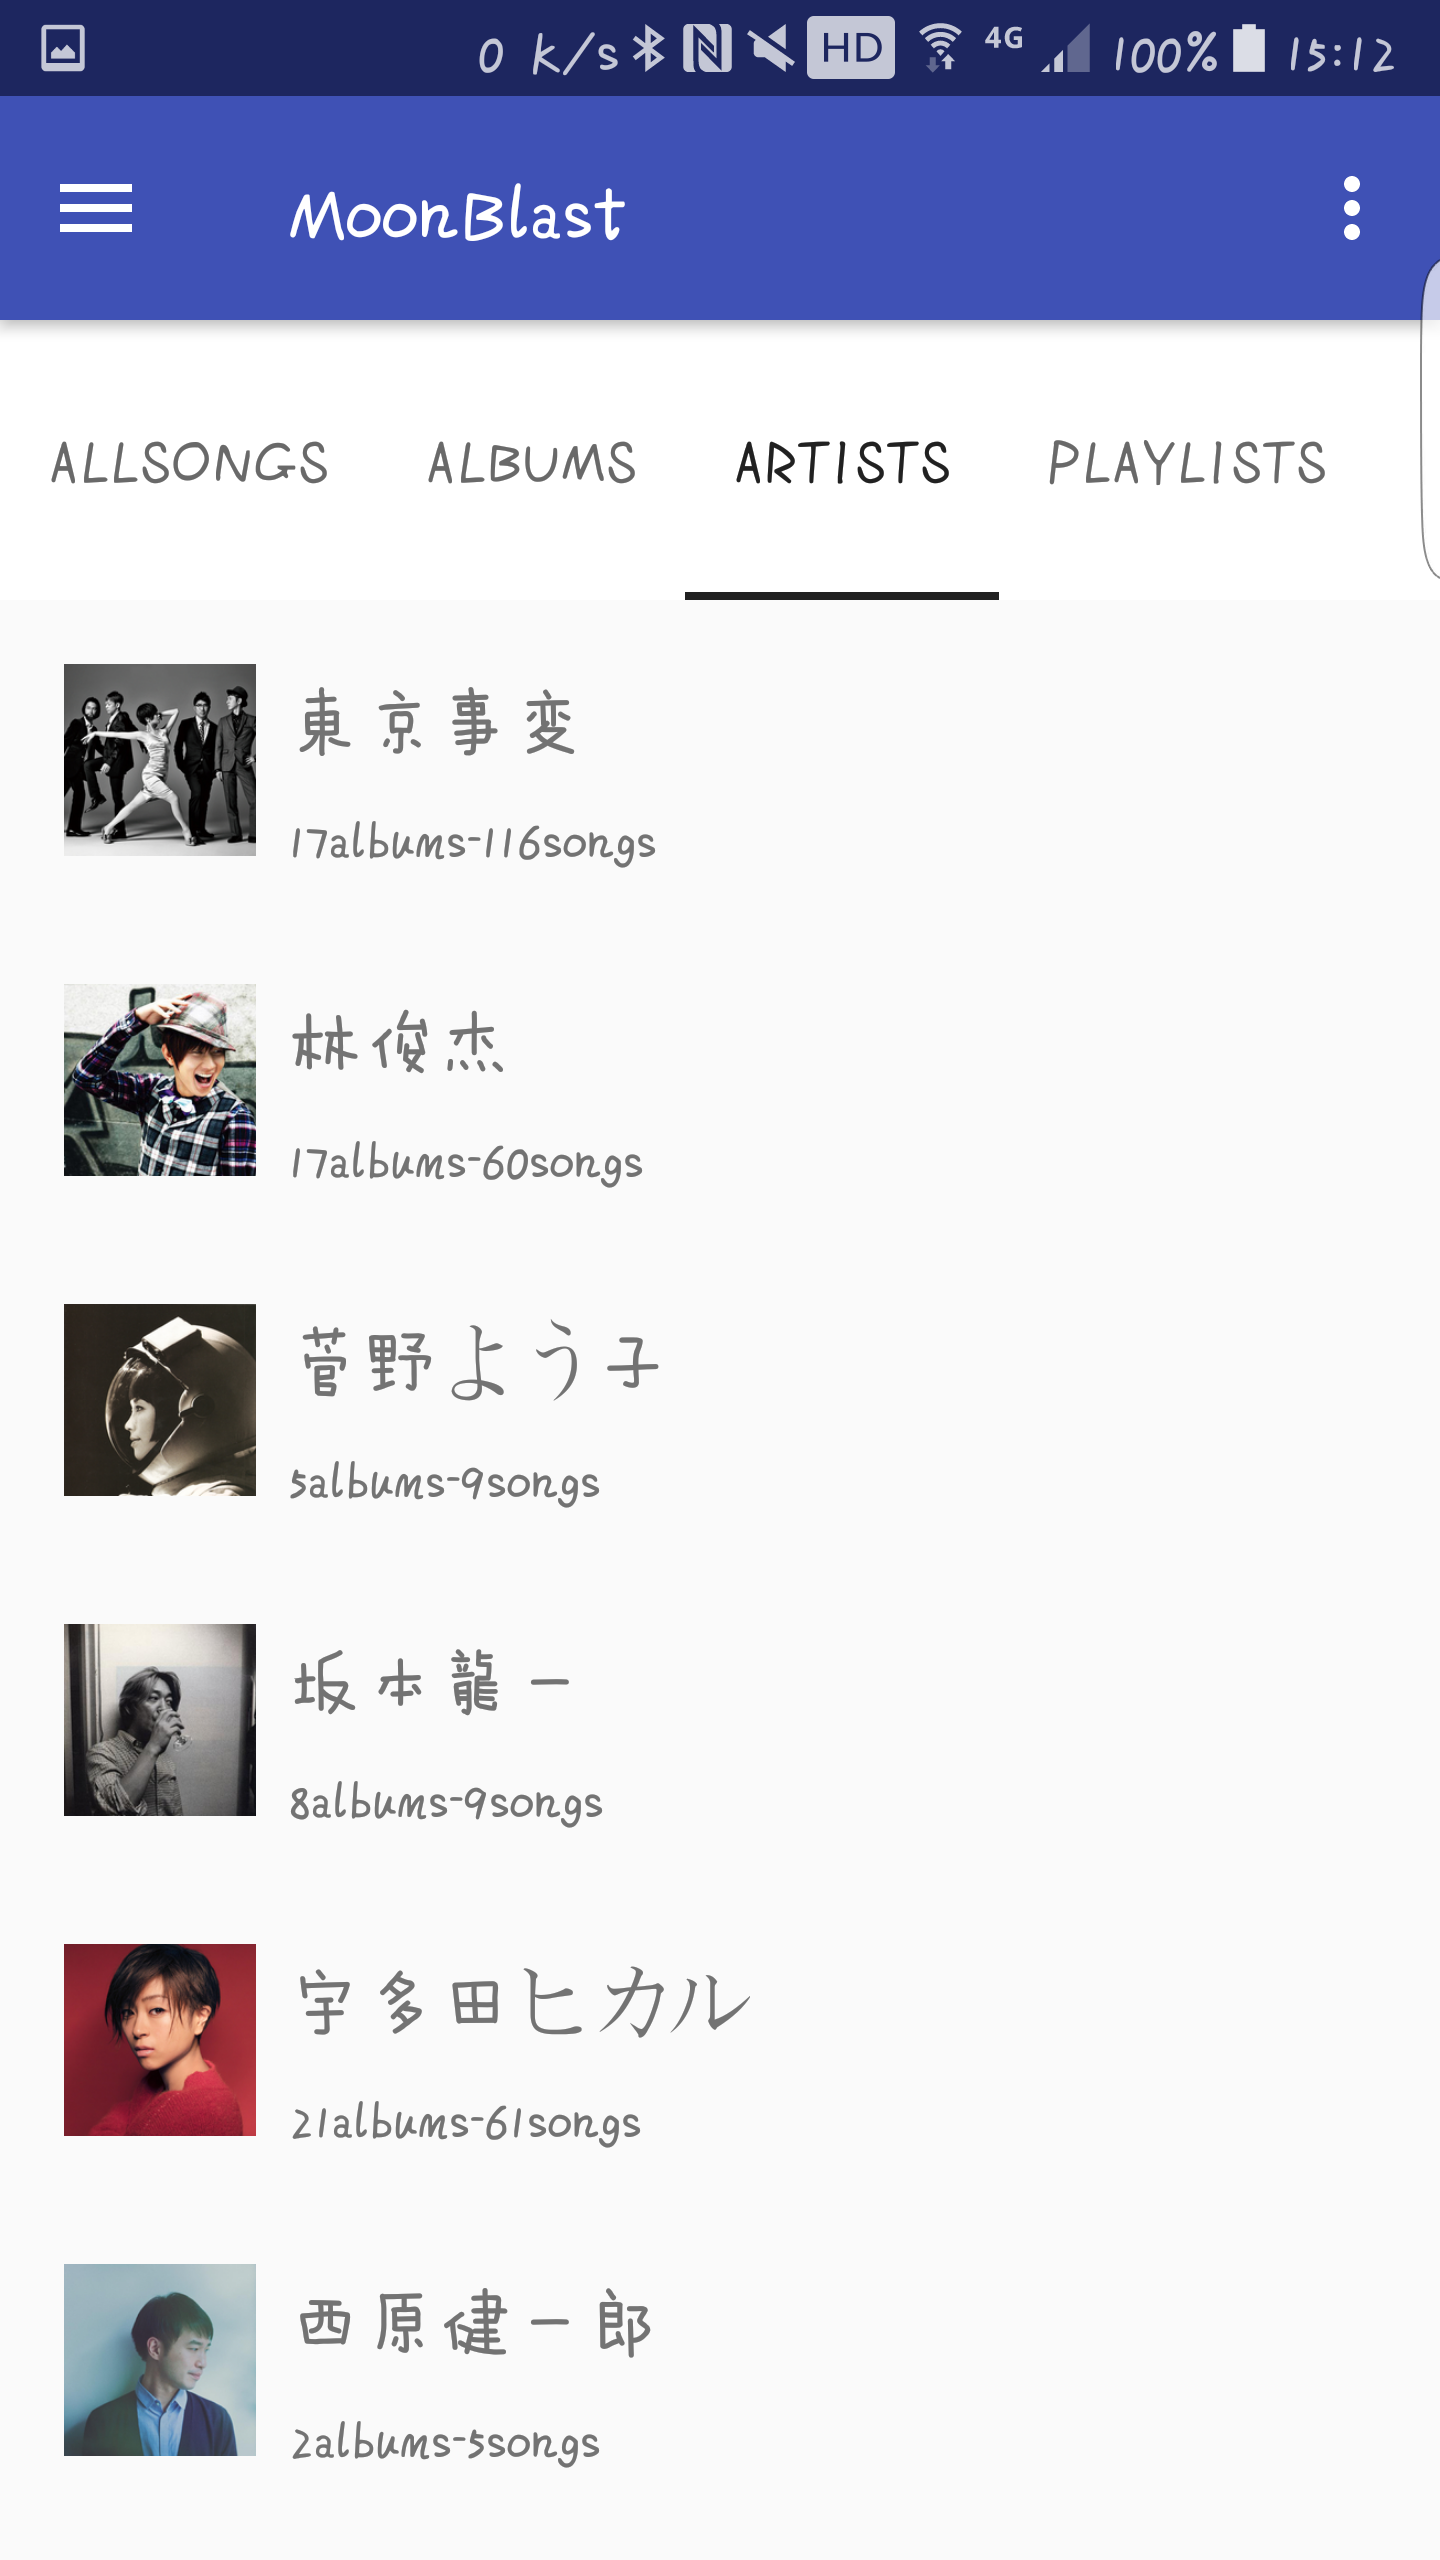 0 K/s HD 4G 100% 15:12
MoonBlast
ALLSONGS ALBUMS ARTISTS PLAYLISTS
東京事変
17albums-116songs
林俊杰
17albums-60songs
菅野よう子
5albums-9songs
坂本龍一
8albums-9songs
宇多田ヒカル
21albums-61songs
西原健一郎
2albums-5songs